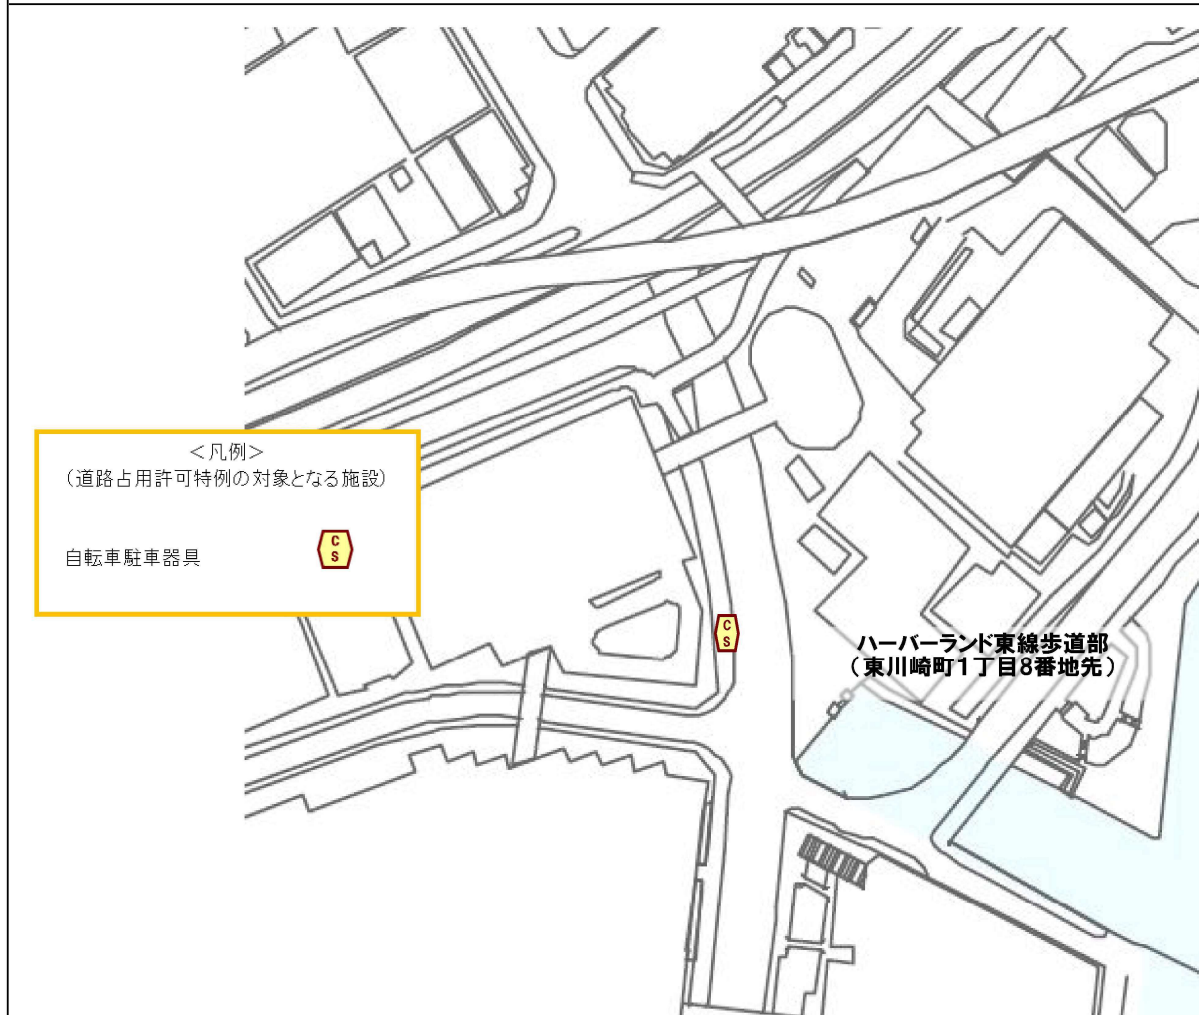 ＜凡例＞
（道路占用許可特例の対象となる施設）
自転車駐車器具
C
S
C
S
ハーバーランド東線歩道部
（東川崎町１丁目8番地先）